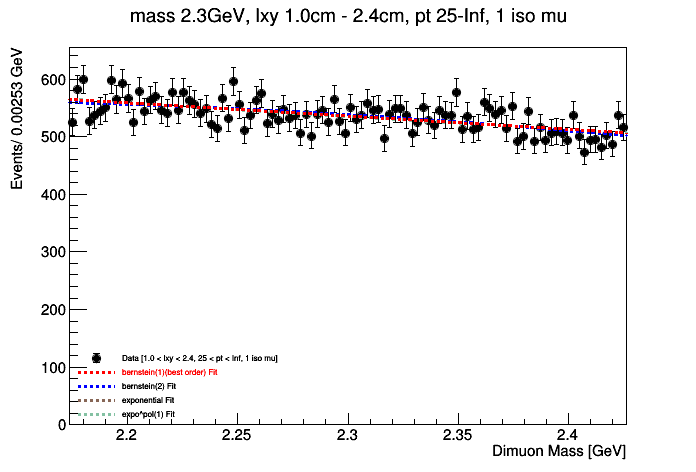 mass 2.3GeV, lxy 1.0cm - 2.4cm, pt 25-Inf, 1 iso mu
Events/ 0.00253 GeV
600
500
400
300
200
100
0
Data [1.0 < lxy < 2.4, 25 < pt < Inf, 1 iso mu]
bernstein(1)(best order) Fit
bernstein(2) Fit
exponential Fit
expo*pol(1) Fit
2.2 2.25 2.3 2.35 2.4
Dimuon Mass [GeV]